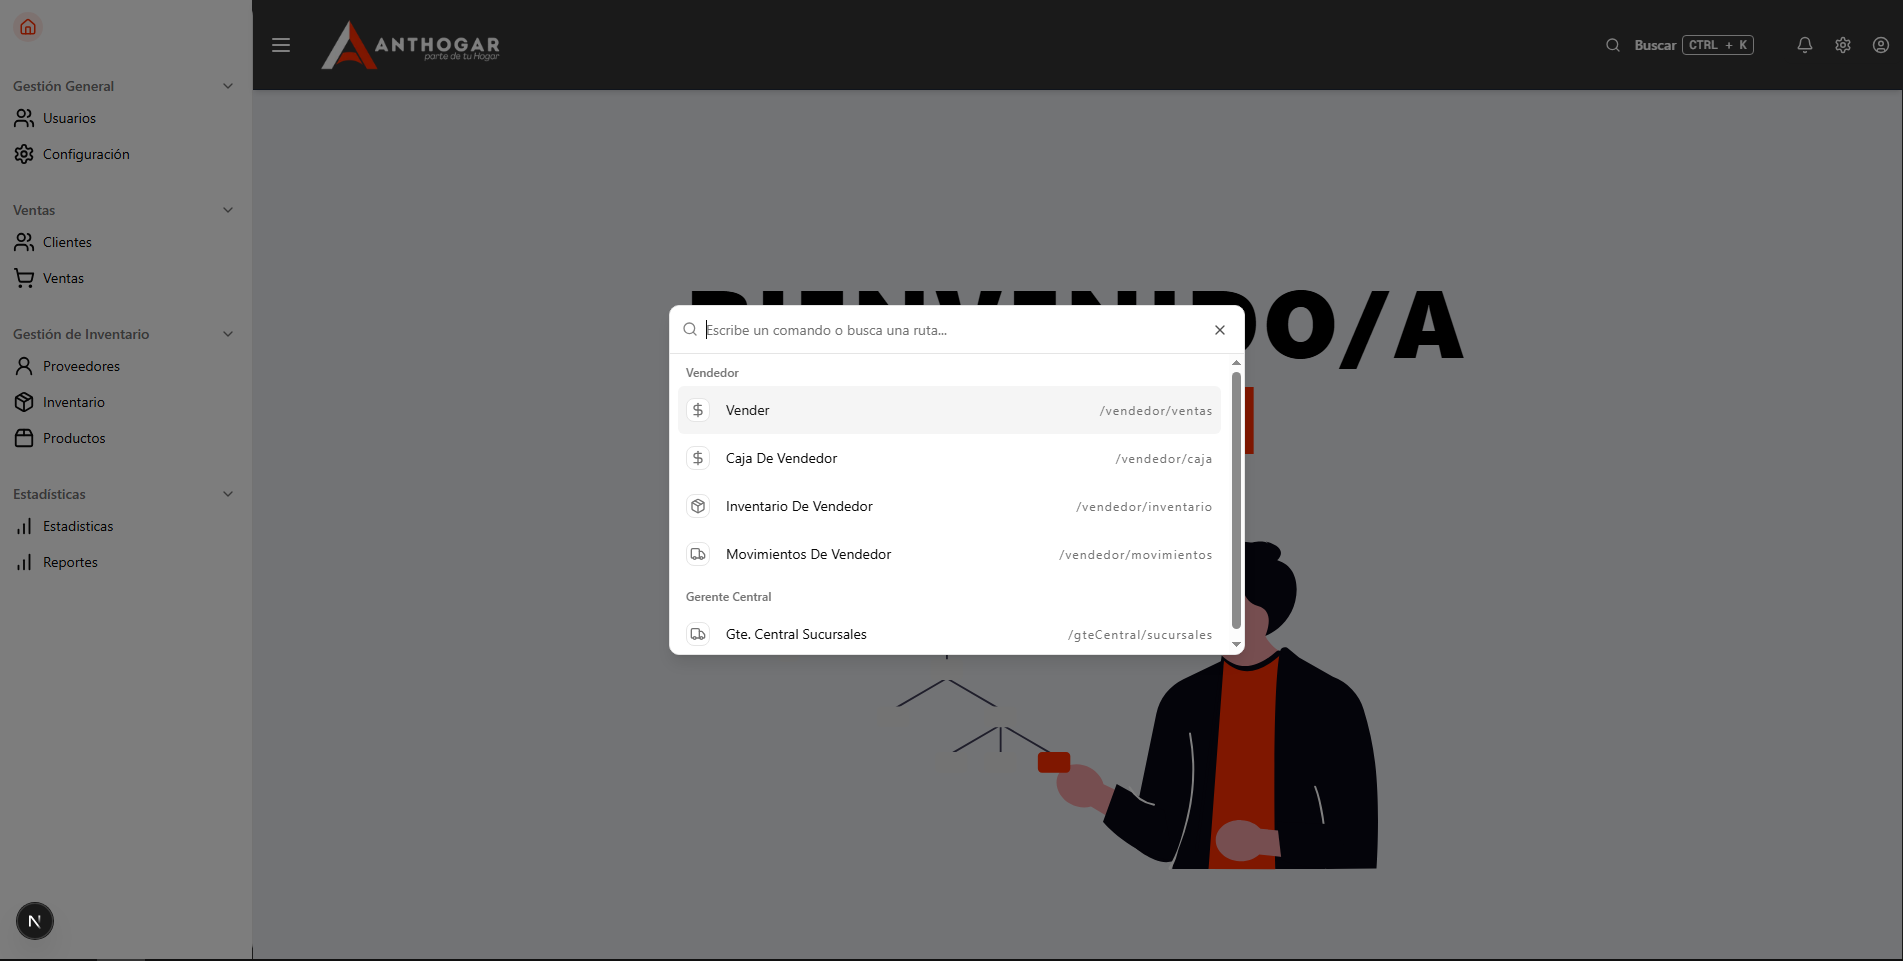 Gestión General
Usuarios
Configuración
Ventas
Clientes
Ventas
Gestión de Inventario
Proveedores
Inventario
Productos
Estadísticas
Estadisticas
Reportes
N
ANTHOGAR
parte de tu Hogar
Buscar CTRL + K
Escribe un comando o busca una ruta...
Vendedor
Vender /vendedor/ventas
Caja De Vendedor /vendedor/caja
Inventario De Vendedor /vendedor/inventario
Movimientos De Vendedor /vendedor/movimientos
Gerente Central
Gte. Central Sucursales /gteCentral/sucursales
BIENVENIDO/A